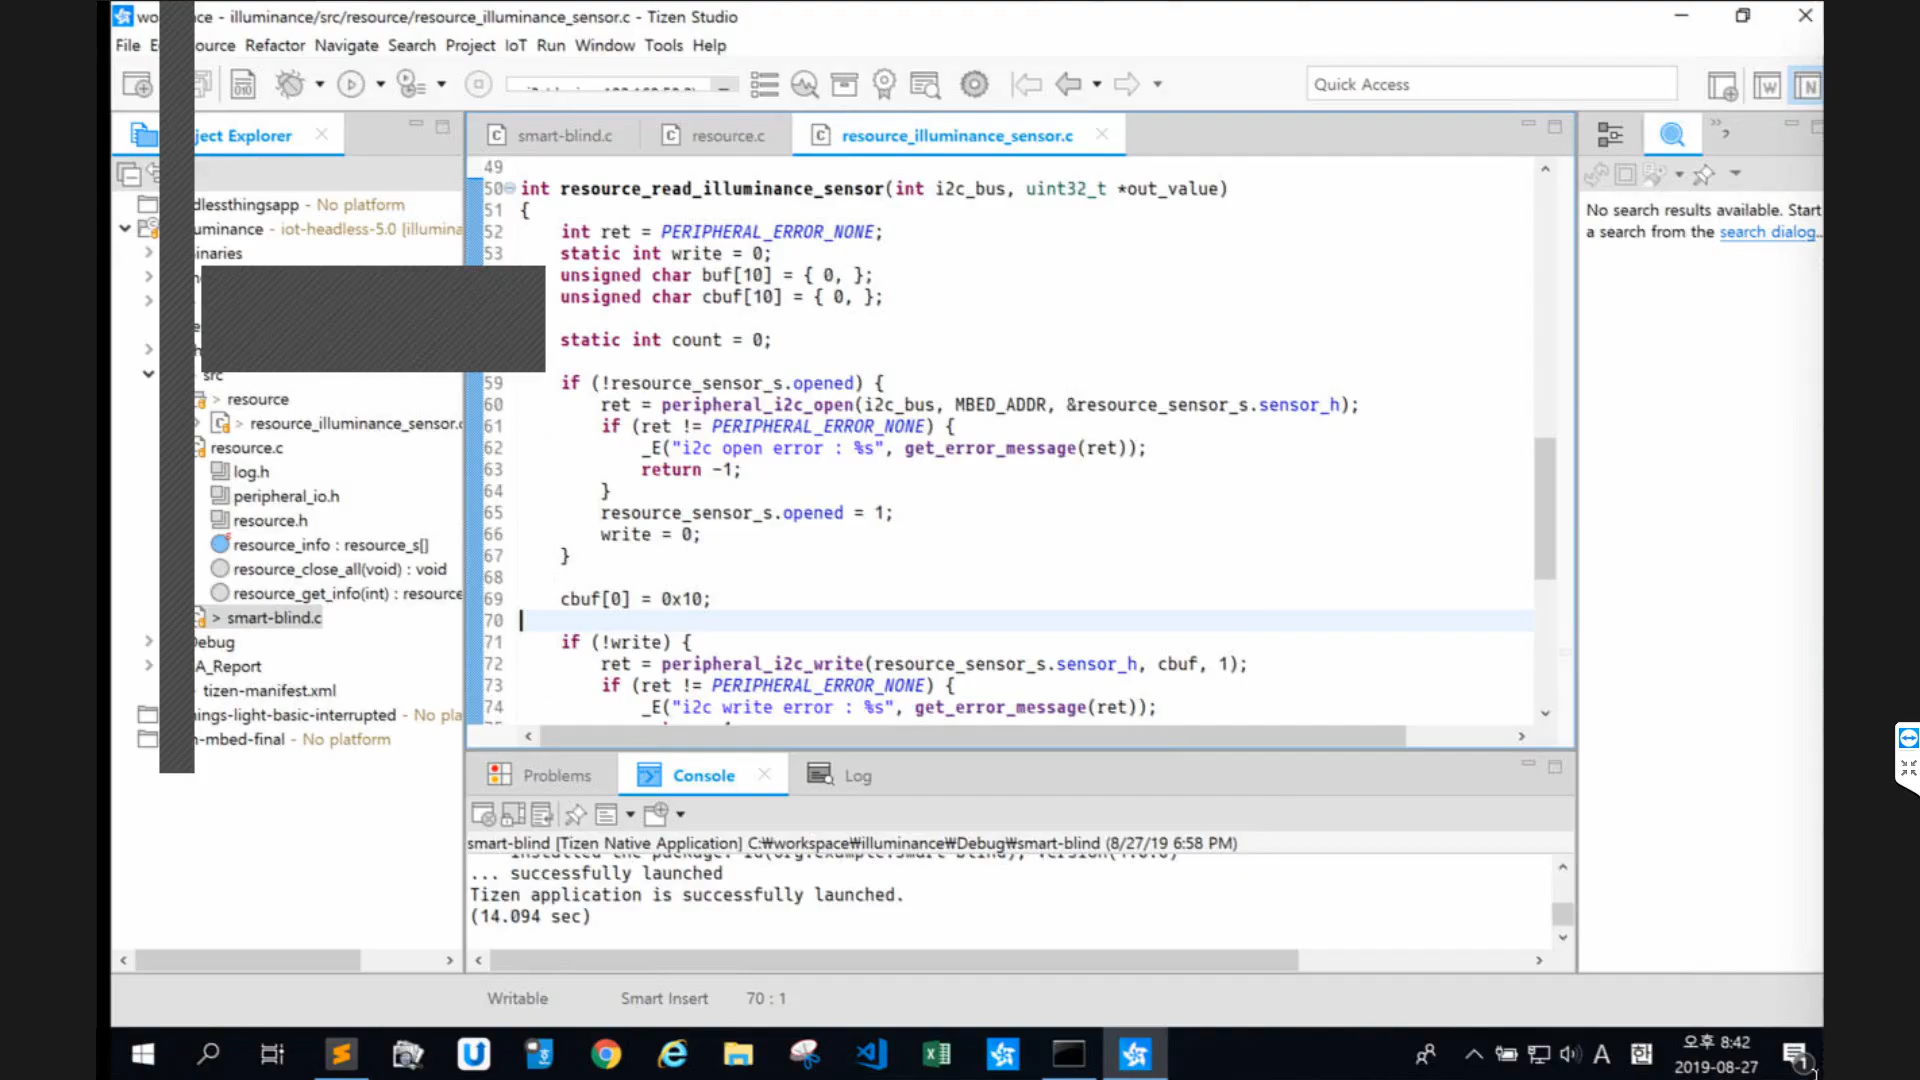 wo ce - illuminance/src/resource/resource_illuminance_sensor.c - Tizen Studio
File E ource Refactor Navigate Search Project IoT Run Window Tools Help
Quick Access
ject Explorer
smart-blind.c
resource.c
resource_illuminance_sensor.c
dlessthingsapp - No platform
uminance - iot-headless-5.0 [illumina
inaries
src
> resource
> resource_illuminance_sensor.c
resource.c
log.h
peripheral_io.h
resource.h
resource_info : resource_s[]
resource_close_all(void) : void
resource_get_info(int) : resource
> smart-blind.c
Debug
A_Report
tizen-manifest.xml
ings-light-basic-interrupted - No pla
n-mbed-final - No platform
49
50 int resource_read_illuminance_sensor(int i2c_bus, uint32_t *out_value)
51 {
52 int ret = PERIPHERAL_ERROR_NONE;
53 static int write = 0;
unsigned char buf[10] = { 0, };
unsigned char cbuf[10] = { 0, };
static int count = 0;
59 if (!resource_sensor_s.opened) {
60 ret = peripheral_i2c_open(i2c_bus, MBED_ADDR, &resource_sensor_s.sensor_h);
61 if (ret != PERIPHERAL_ERROR_NONE) {
62 _E("i2c open error : %s", get_error_message(ret));
63 return -1;
64 }
65 resource_sensor_s.opened = 1;
66 write = 0;
67 }
68
69 cbuf[0] = 0x10;
70
71 if (!write) {
72 ret = peripheral_i2c_write(resource_sensor_s.sensor_h, cbuf, 1);
73 if (ret != PERIPHERAL_ERROR_NONE) {
74 _E("i2c write error : %s", get_error_message(ret));
No search results available. Start
a search from the search dialog...
Problems
Console
Log
smart-blind [Tizen Native Application] C:₩workspace₩illuminance₩Debug₩smart-blind (8/27/19 6:58 PM)
... successfully launched
Tizen application is successfully launched.
(14.094 sec)
Writable
Smart Insert
70 : 1
A
한
오후 8:42
2019-08-27
1